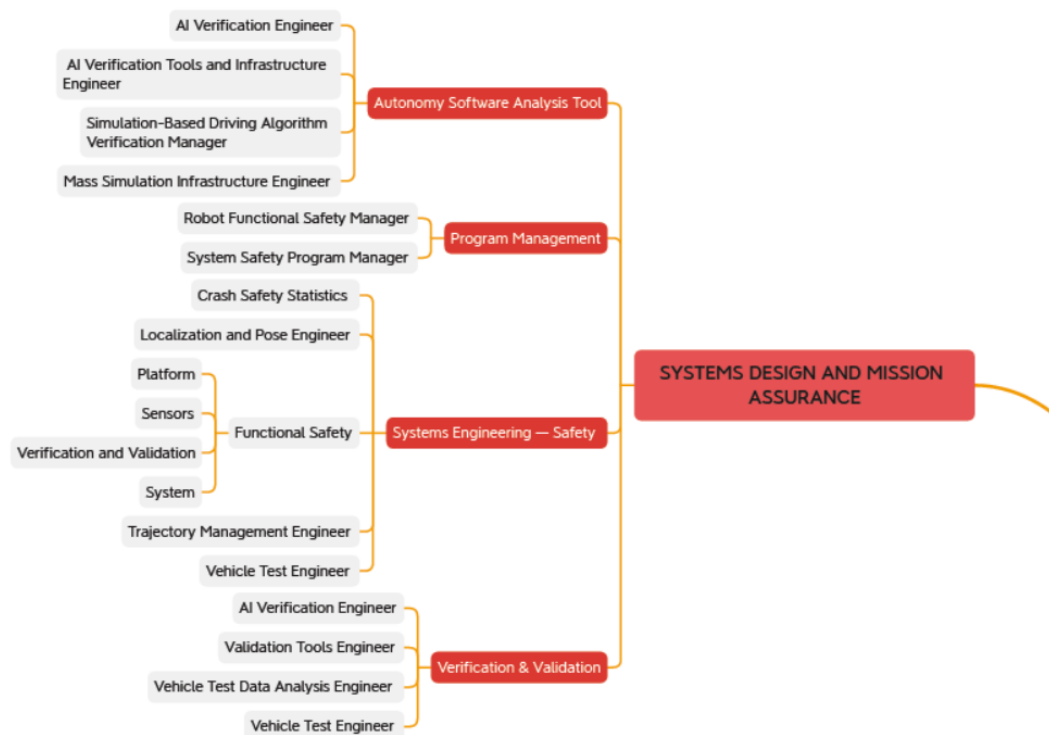 AI Verification Engineer
AI Verification Tools and Infrastructure
Engineer
Autonomy Software Analysis Tool
Simulation-Based Driving Algorithm
Verification Manager
Mass Simulation Infrastructure Engineer
Robot Functional Safety Manager
Program Management
System Safety Program Manager
Crash Safety Statistics
Localization and Pose Engineer
Platform
Sensors
Functional Safety
Verification and Validation
System
Systems Engineering — Safety
Trajectory Management Engineer
Vehicle Test Engineer
SYSTEMS DESIGN AND MISSION
ASSURANCE
AI Verification Engineer
Validation Tools Engineer
Verification & Validation
Vehicle Test Data Analysis Engineer
Vehicle Test Engineer